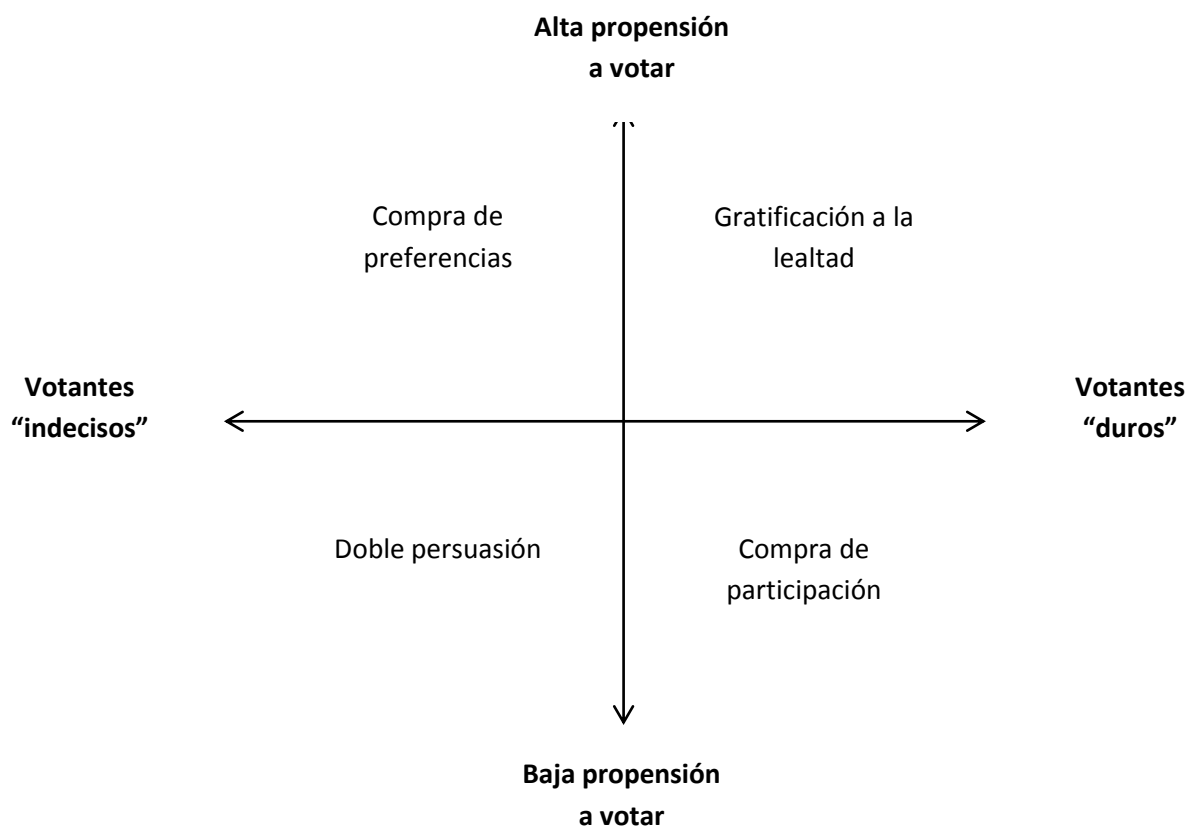 Alta propensión
a votar
Compra de
preferencias
Gratificación a la
lealtad
Votantes
“indecisos”
Votantes
“duros”
Doble persuasión
Compra de
participación
Baja propensión
a votar